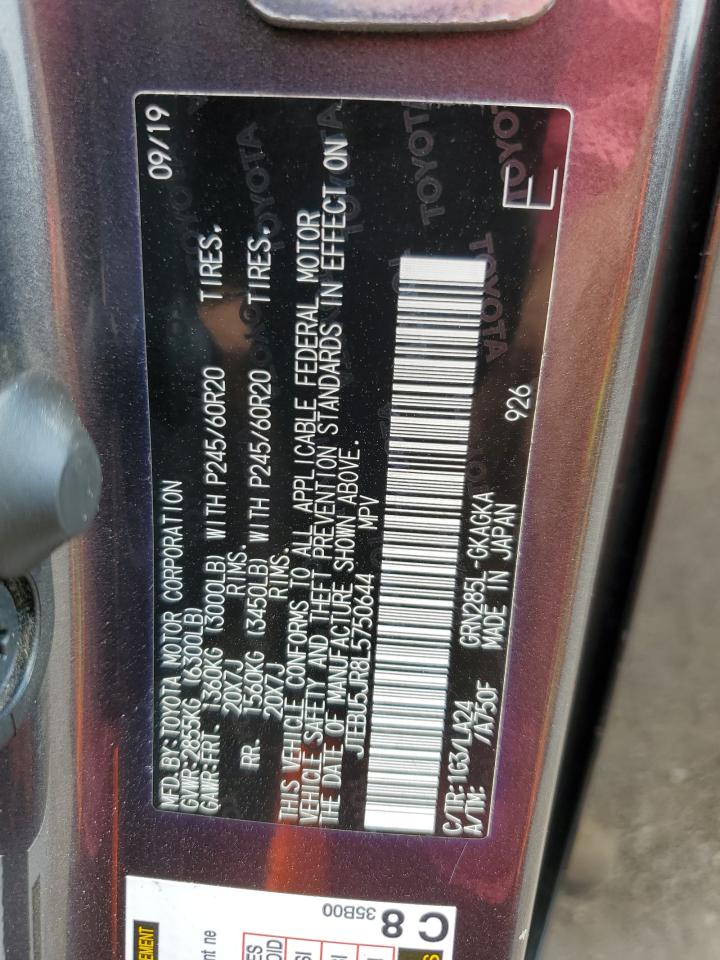 09/19
MFD.BY:TOYOTA MOTOR CORPORATION
GVWR:2855KG (6300LB)
GAWR:FRT. 1360KG (3000LB) WITH P245/60R20 TIRES.
20X7J RIMS.
RR. 1560KG (3450LB) WITH P245/60R20 TIRES.
20X7J RIMS.
THIS VEHICLE CONFORMS TO ALL APPLICABLE FEDERAL MOTOR
VEHICLE SAFETY AND THEFT PREVENTION STANDARDS IN EFFECT ON
THE DATE OF MANUFACTURE SHOWN ABOVE.
JTEBU5JR8L5750644 MPV
C/TR:1G3/LA24 GRN285L -GKAGKA
A/TM: /A750F MADE IN JAPAN
926
E
TOYOTA
C 8
35B00